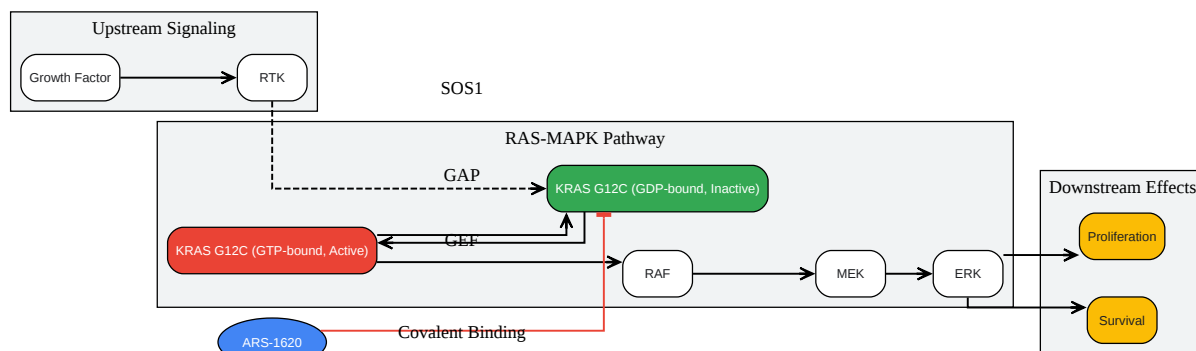 Upstream Signaling
Growth Factor
RTK
SOS1
RAS-MAPK Pathway
GAP
KRAS G12C (GDP-bound, Inactive)
KRAS G12C (GTP-bound, Active)
GEF
RAF
MEK
ERK
Downstream Effects
Proliferation
Survival
ARS-1620
Covalent Binding